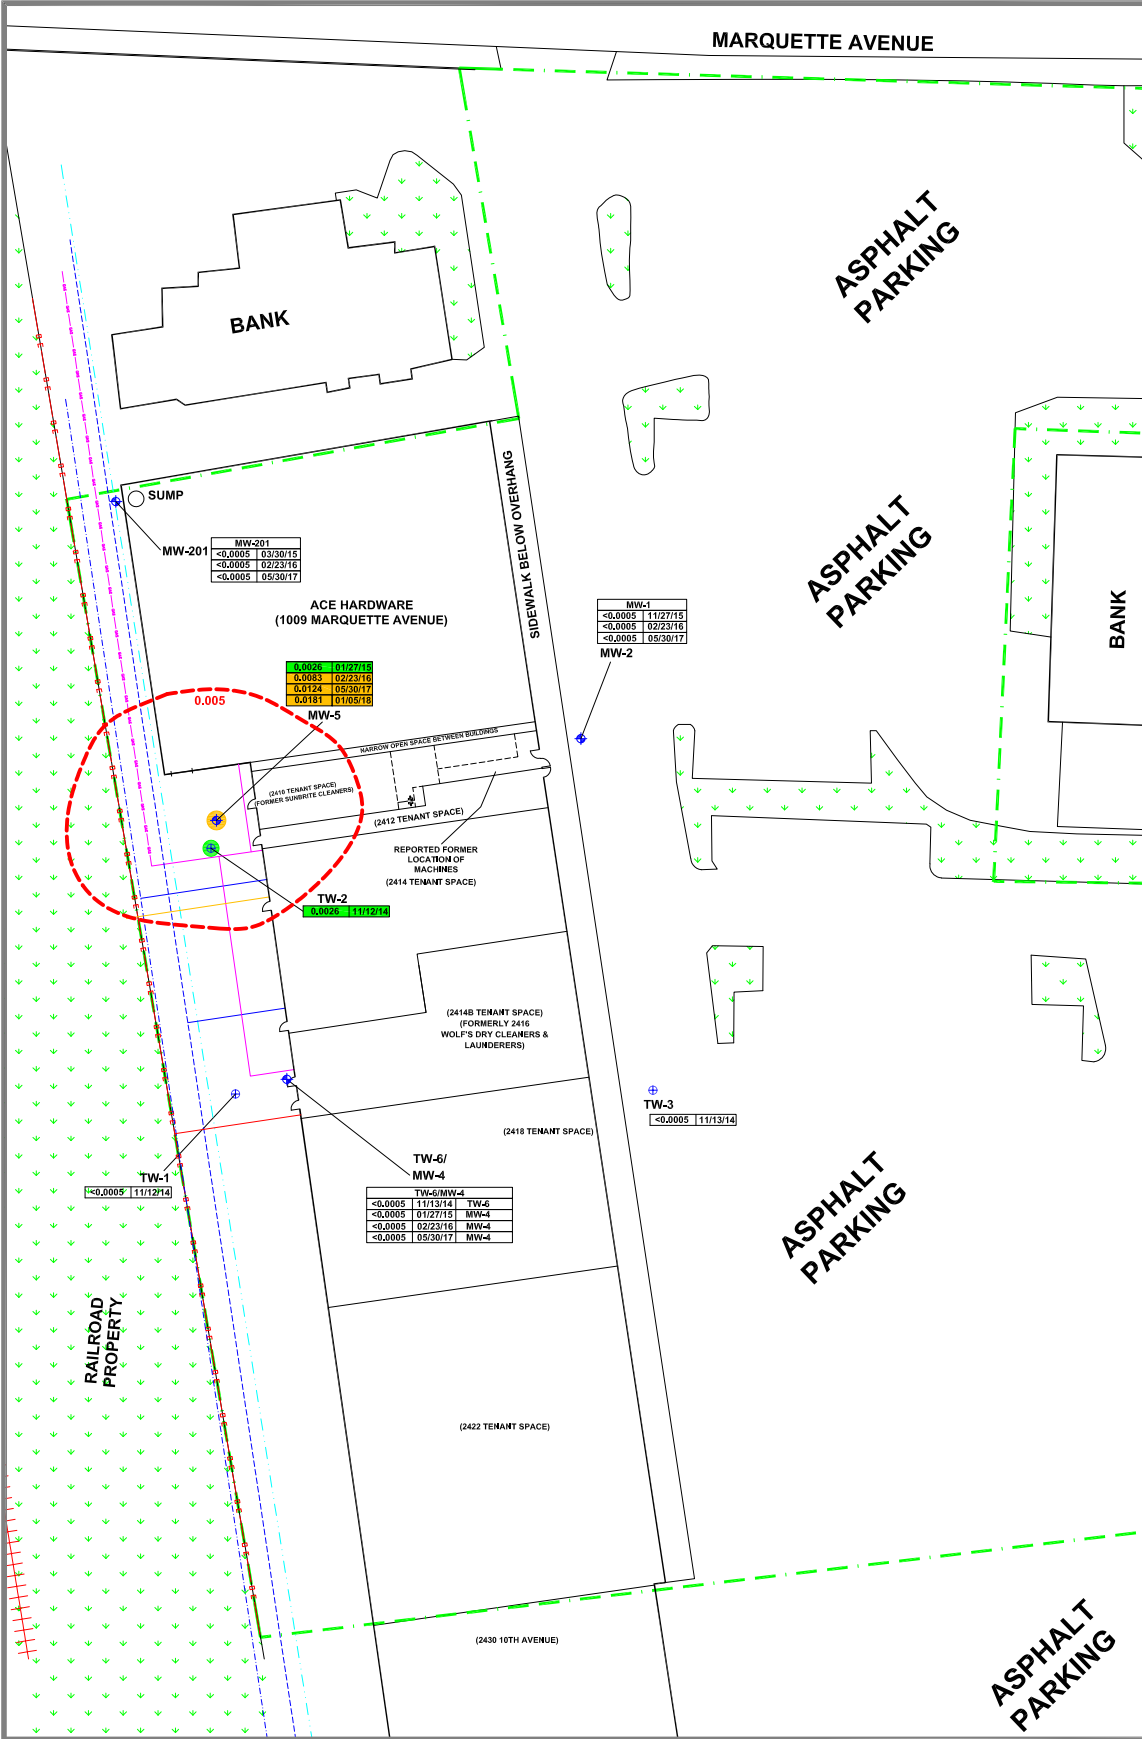 MARQUETTE AVENUE
ASPHALT
PARKING
BANK
SUMP
MW-201
MW-201
<0.0005 03/30/15
<0.0005 02/23/16
<0.0005 05/30/17
SIDEWALK BELOW OVERHANG
ASPHALT
PARKING
BANK
ACE HARDWARE
(1009 MARQUETTE AVENUE)
MW-1
<0.0005 11/27/15
<0.0005 02/23/16
<0.0005 05/30/17
MW-2
0.0026 01/27/15
0.0083 02/23/16
0.0124 05/30/17
0.0181 01/05/18
MW-5
0.005
NARROW OPEN SPACE BETWEEN BUILDINGS
(2410 TENANT SPACE)
(FORMER SUNBRITE CLEANERS)
(2412 TENANT SPACE)
REPORTED FORMER
LOCATION OF
MACHINES
(2414 TENANT SPACE)
TW-2
0.0026 11/12/14
(2414B TENANT SPACE)
(FORMERLY 2416
WOLF'S DRY CLEANERS &
LAUNDERERS)
TW-3
<0.0005 11/13/14
(2418 TENANT SPACE)
TW-1
<0.0005 11/12/14
TW-6/
MW-4
TW-6/MW-4
<0.0005 11/13/14 TW-6
<0.0005 01/27/15 MW-4
<0.0005 02/23/16 MW-4
<0.0005 05/30/17 MW-4
ASPHALT
PARKING
RAILROAD
PROPERTY
(2422 TENANT SPACE)
(2430 10TH AVENUE)
ASPHALT
PARKING